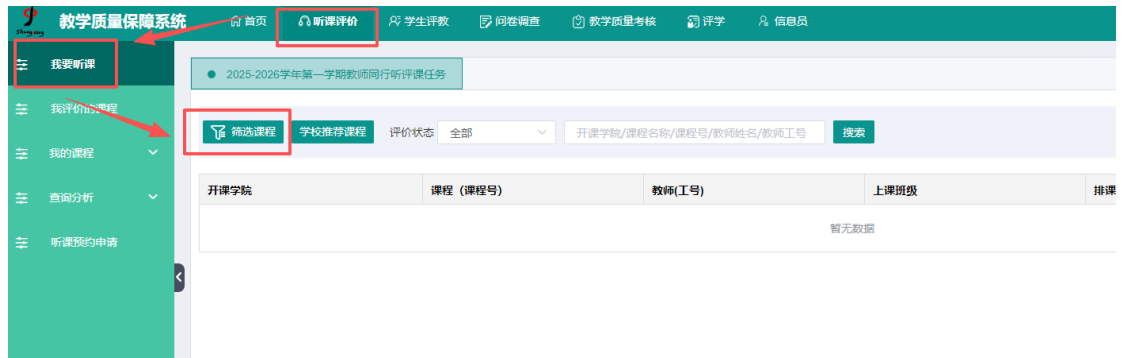 教学质量保障系统 首页 听课评价 学生评教 问卷调查 教学质量考核 评学 信息员
我要听课
2025-2026学年第一学期教师同行听评课任务
我评价的课程
筛选课程 学校推荐课程 评价状态 全部 开课学院/课程名称/课程号/教师姓名/教师工号 搜索
我的课程
开课学院 课程（课程号） 教师(工号) 上课班级 排课
查询分析
暂无数据
听课预约申请